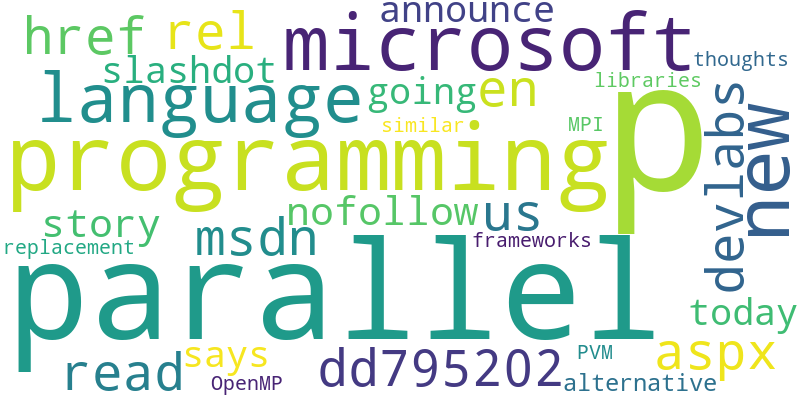 announce
href
rel
microsoft
thoughts
slashdot
libraries
language
going
en
similar
MPI
p
devlabs
new
programming
nofollow
us
story
msdn
frameworks
replacement
parallel
today
says
read
dd795202
PVM
aspx
OpenMP
alternative